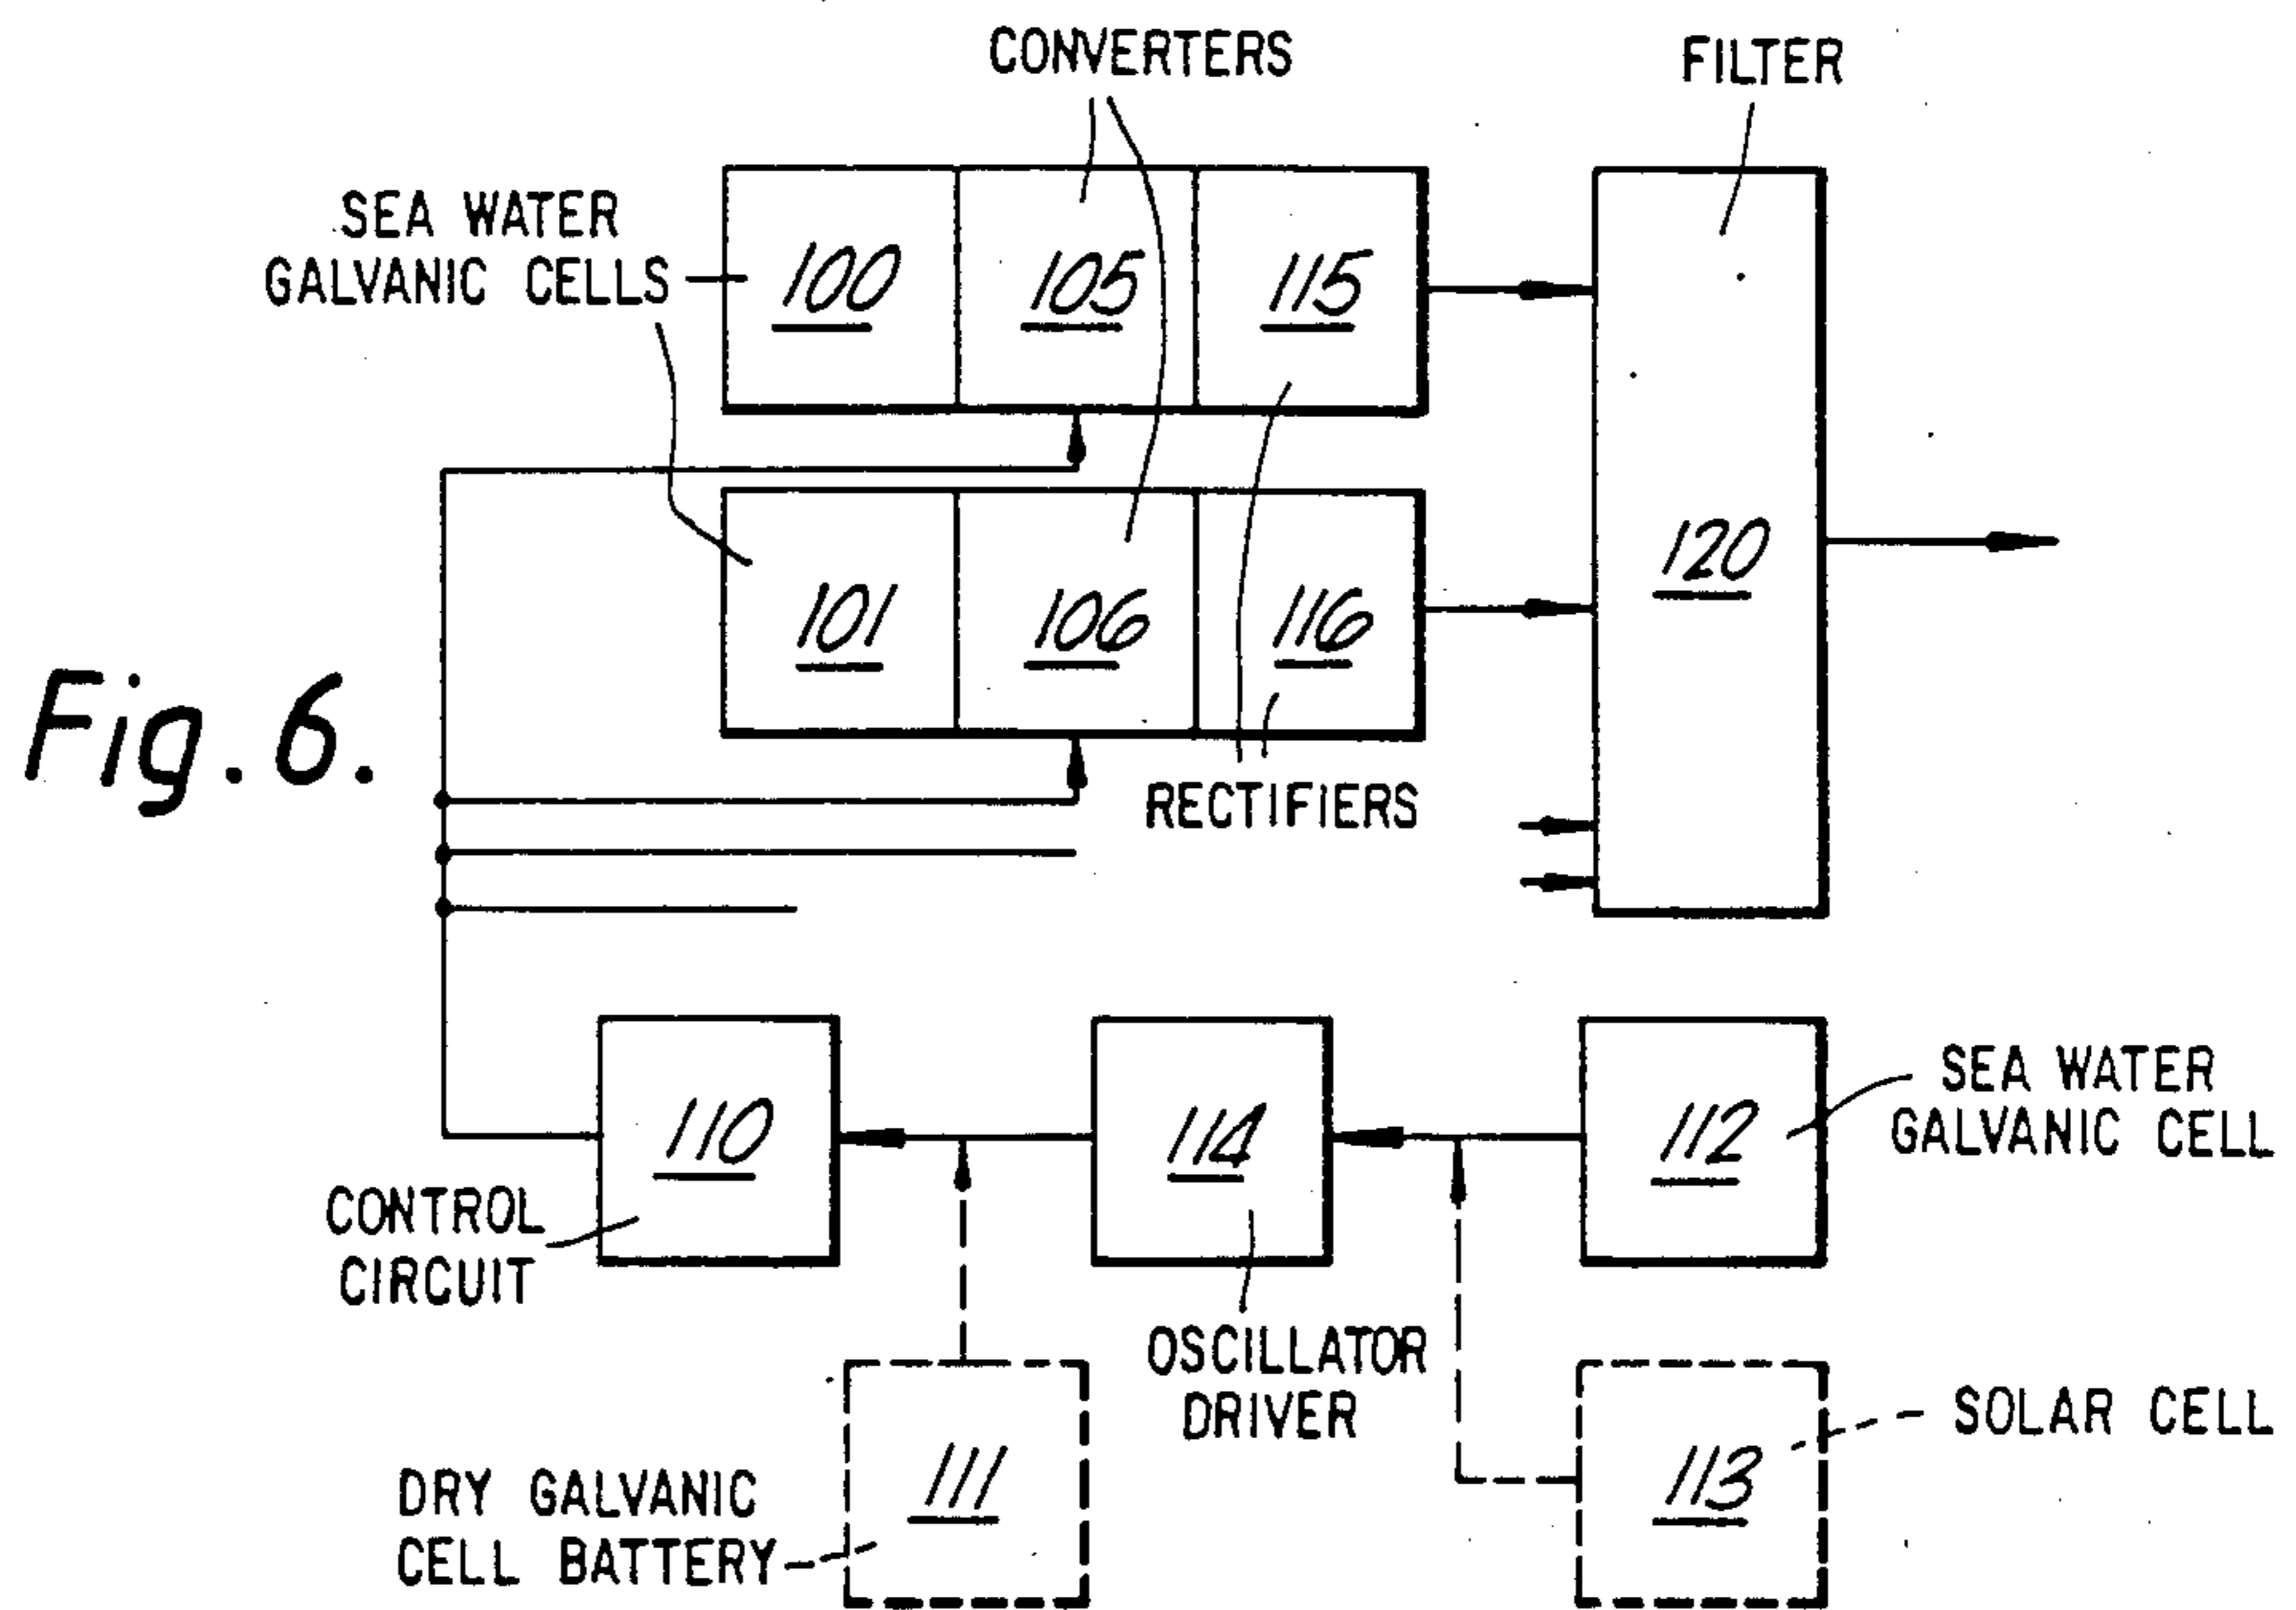 CONVERTERS
FILTER
SEA WATER
GALVANIC CELLS
100
105
115
101
106
116
120
Fig. 6.
RECTIFIERS
110
114
112
SEA WATER
GALVANIC CELL
CONTROL
CIRCUIT
OSCILLATOR
DRIVER
111
113
SOLAR CELL
DRY GALVANIC
CELL BATTERY